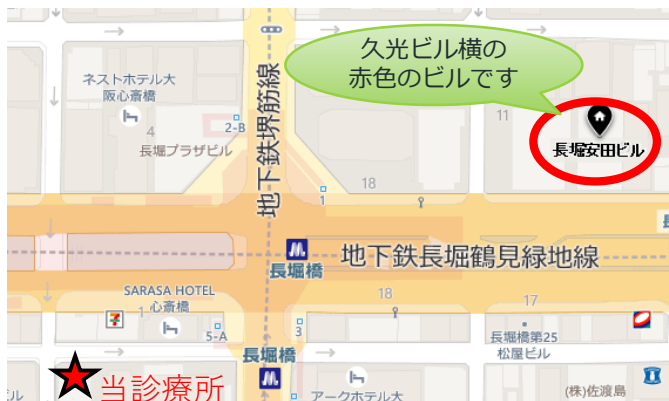 久光ビル横の
赤色のビルです
ネストホテル大
阪心斎橋
4
長堀プラザビル
2-B
地下鉄堺筋線
11
長堀安田ビル
18
1
地下鉄長堀鶴見緑地線
長堀橋
SARASA HOTEL
心斎橋
1
5-A
3
18
17
長堀橋第25
松屋ビル
長堀橋
当診療所
アークホテル大
(株)佐渡島